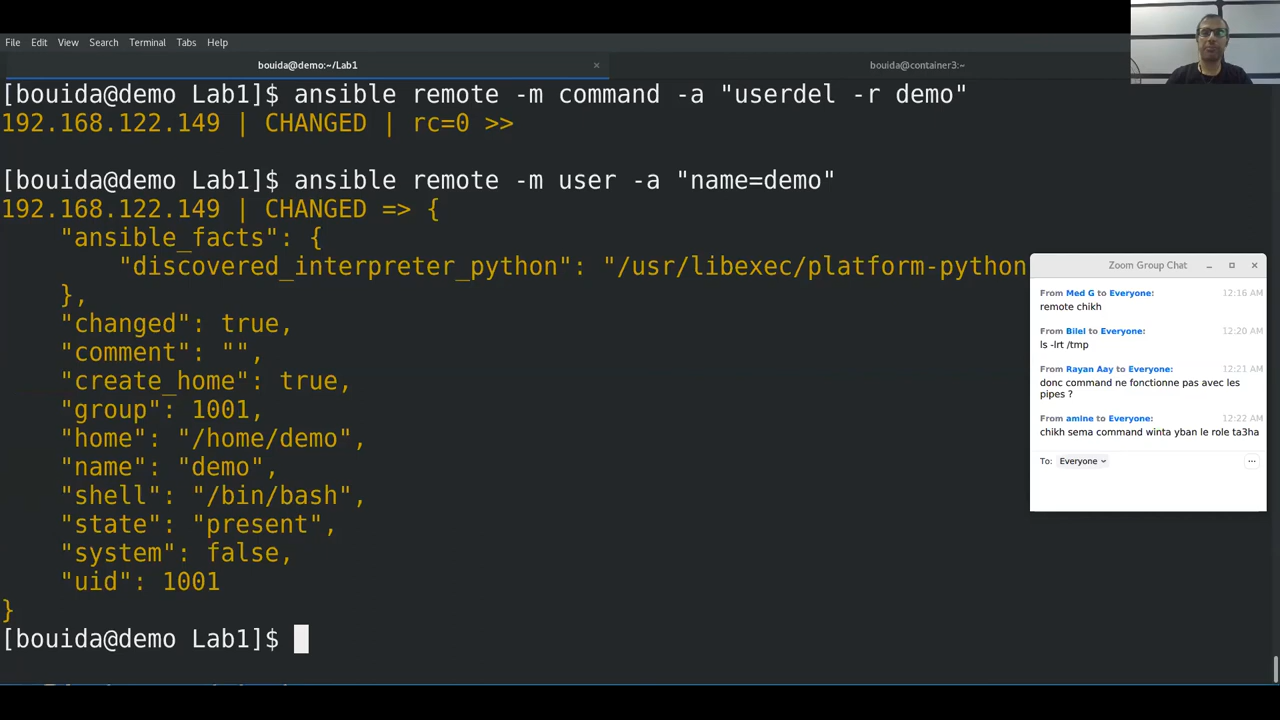 File Edit View Search Terminal Tabs Help
bouida@demo:~/Lab1
bouida@container3:~
[bouida@demo Lab1]$ ansible remote -m command -a "userdel -r demo"
192.168.122.149 | CHANGED | rc=0 >>
[bouida@demo Lab1]$ ansible remote -m user -a "name=demo"
192.168.122.149 | CHANGED => {
"ansible_facts": {
"discovered_interpreter_python": "/usr/libexec/platform-python
},
"changed": true,
"comment": "",
"create_home": true,
"group": 1001,
"home": "/home/demo",
"name": "demo",
"shell": "/bin/bash",
"state": "present",
"system": false,
"uid": 1001
}
[bouida@demo Lab1]$
Zoom Group Chat
From Med G to Everyone: 12:16 AM
remote chikh
From Bilel to Everyone: 12:20 AM
ls -lrt /tmp
From Rayan Aay to Everyone: 12:21 AM
donc command ne fonctionne pas avec les
pipes ?
From amine to Everyone: 12:22 AM
chikh sema command winta yban le role ta3ha
To: Everyone